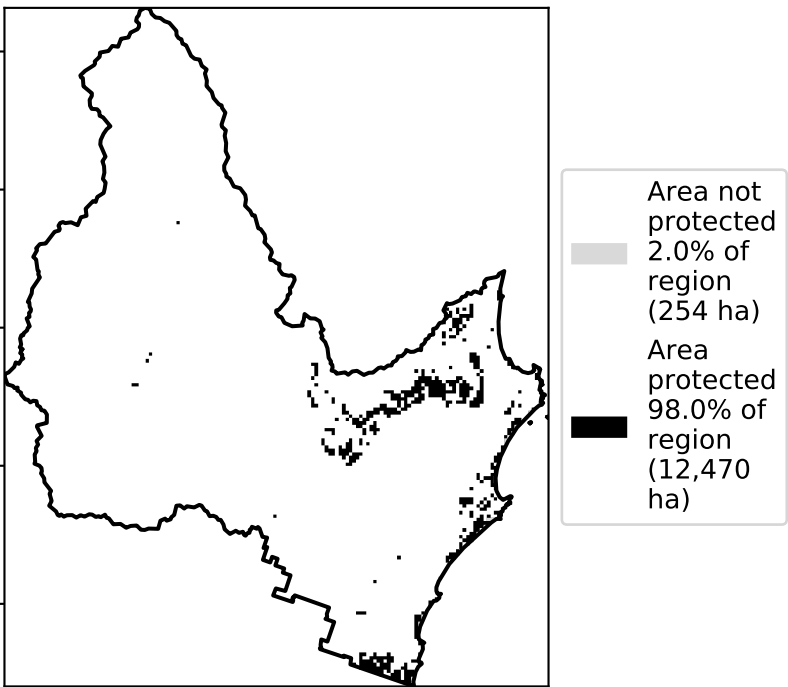 Area not
protected
2.0% of
region
(254 ha)
Area
protected
98.0% of
region
(12,470
ha)